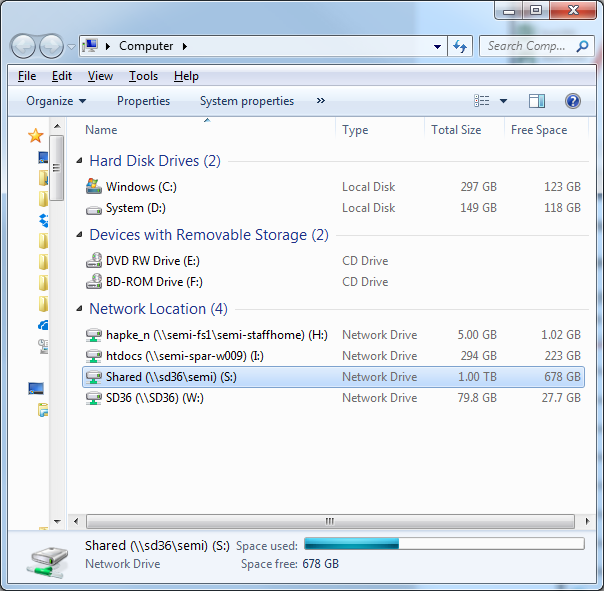 Computer
Search Comp...
File Edit View Tools Help
Organize Properties System properties »
Name Type Total Size Free Space
Hard Disk Drives (2)
Windows (C:) Local Disk 297 GB 123 GB
System (D:) Local Disk 149 GB 118 GB
Devices with Removable Storage (2)
DVD RW Drive (E:) CD Drive
BD-ROM Drive (F:) CD Drive
Network Location (4)
hapke_n (\\semi-fs1\semi-staffhome) (H:) Network Drive 5.00 GB 1.02 GB
htdocs (\\semi-spar-w009) (I:) Network Drive 294 GB 223 GB
Shared (\\sd36\semi) (S:) Network Drive 1.00 TB 678 GB
SD36 (\\SD36) (W:) Network Drive 79.8 GB 27.7 GB
Shared (\\sd36\semi) (S:) Space used:
Network Drive Space free: 678 GB